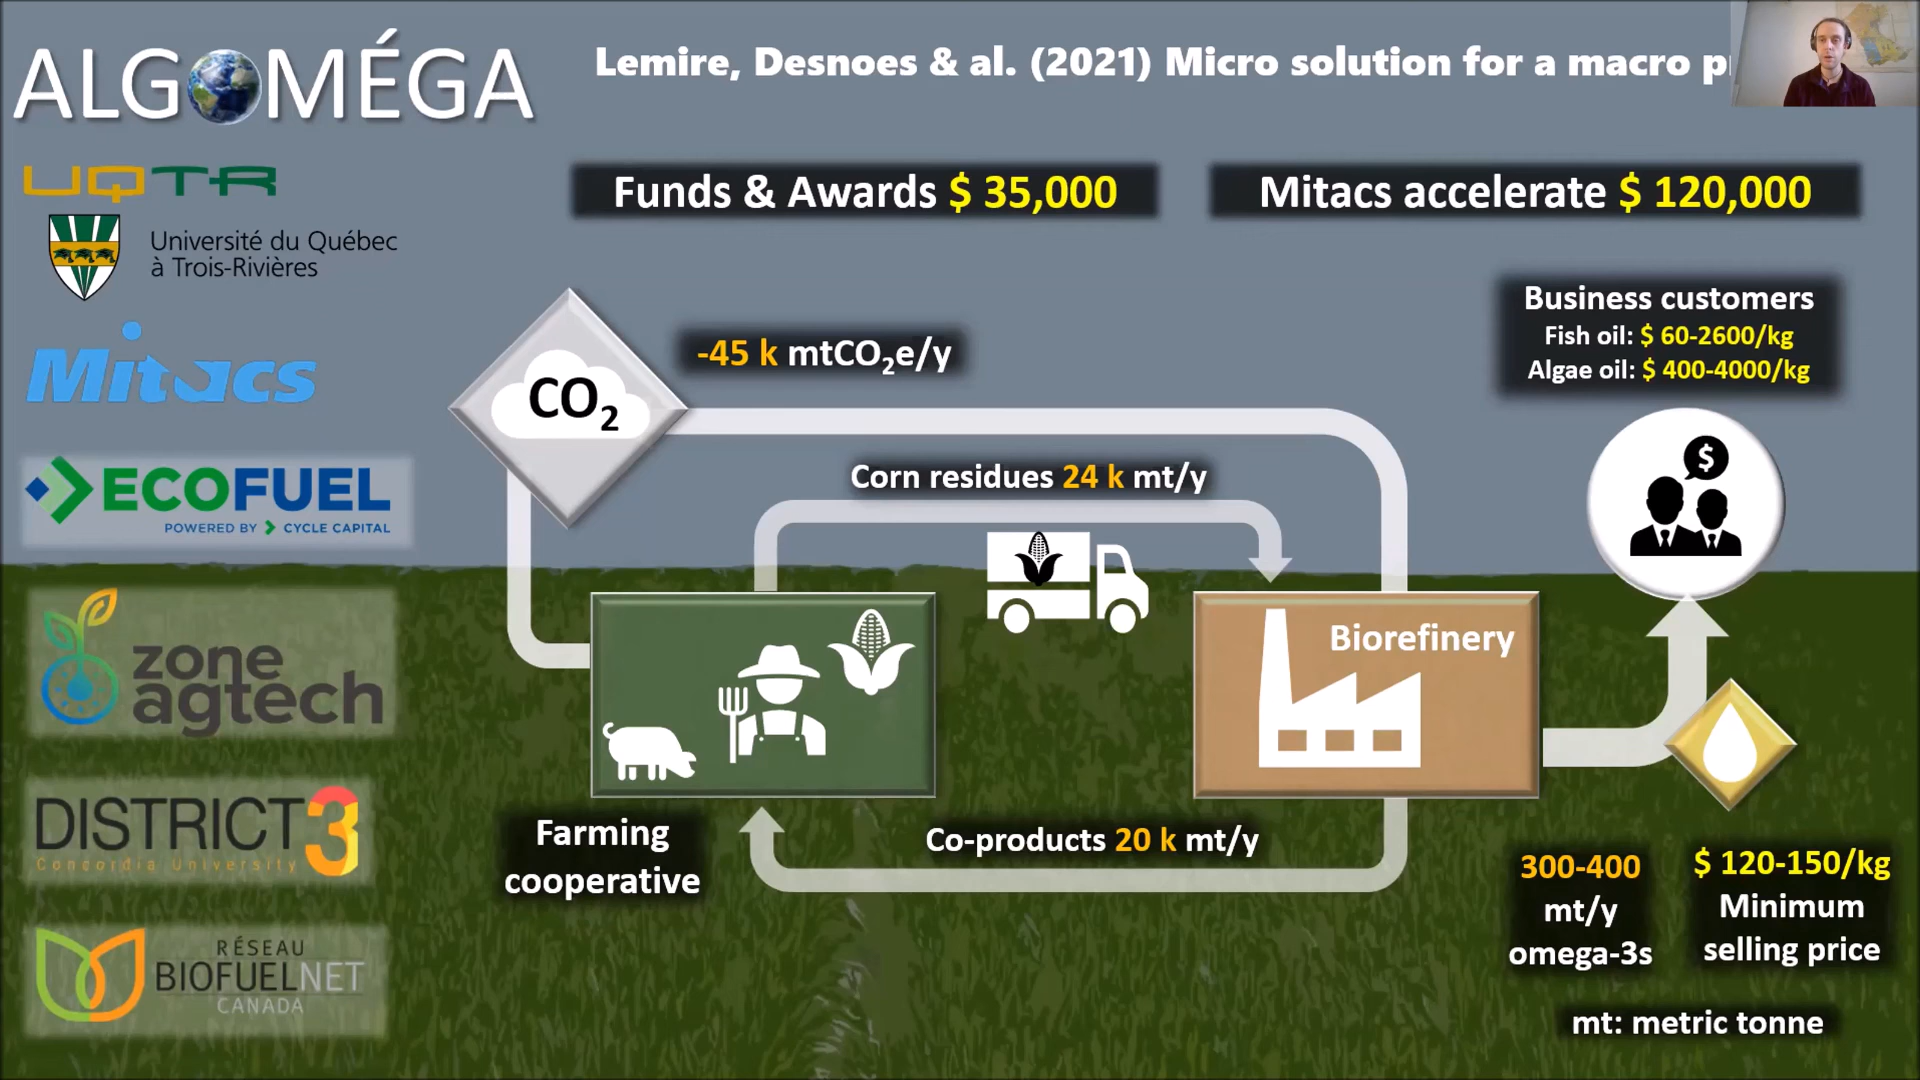 ALGOMÉGA
Lemire, Desnoes & al. (2021) Micro solution for a macro
UQTR
Université du Québec
à Trois-Rivières
Funds & Awards $ 35,000
Mitacs accelerate $ 120,000
Business customers
Fish oil: $ 60-2600/kg
Algae oil: $ 400-4000/kg
Mitacs
-45 k mtCO₂e/y
CO₂
$
Corn residues 24 k mt/y
ECOFUEL
POWERED BY CYCLE CAPITAL
zone
agtech
Biorefinery
DISTRICT 3
Concordia University
Farming
cooperative
Co-products 20 k mt/y
300-400
mt/y
omega-3s
$ 120-150/kg
Minimum
selling price
RÉSEAU
BIOFUELNET
CANADA
mt: metric tonne